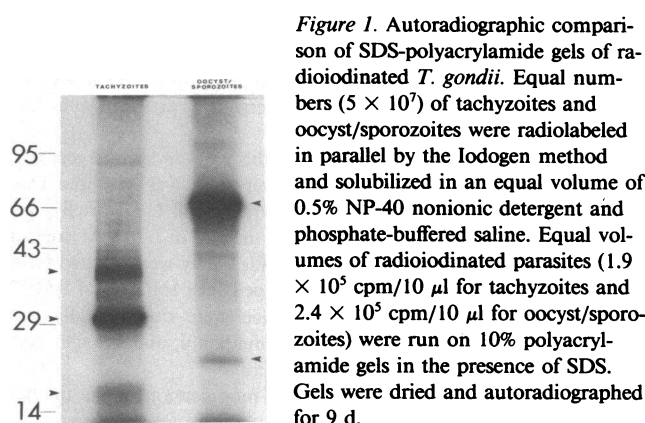 TACHYZOITES
OOCYST/
SPOROZOITES
95
66
43
29
14
Figure 1. Autoradiographic compari-
son of SDS-polyacrylamide gels of ra-
dioiodinated T. gondii. Equal num-
bers (5 × 10⁷) of tachyzoites and
oocyst/sporozoites were radiolabeled
in parallel by the Iodogen method
and solubilized in an equal volume of
0.5% NP-40 nonionic detergent and
phosphate-buffered saline. Equal vol-
umes of radioiodinated parasites (1.9
× 10⁵ cpm/10 μl for tachyzoites and
2.4 × 10⁵ cpm/10 μl for oocyst/sporo-
zoites) were run on 10% polyacryl-
amide gels in the presence of SDS.
Gels were dried and autoradiographed
for 9 d.